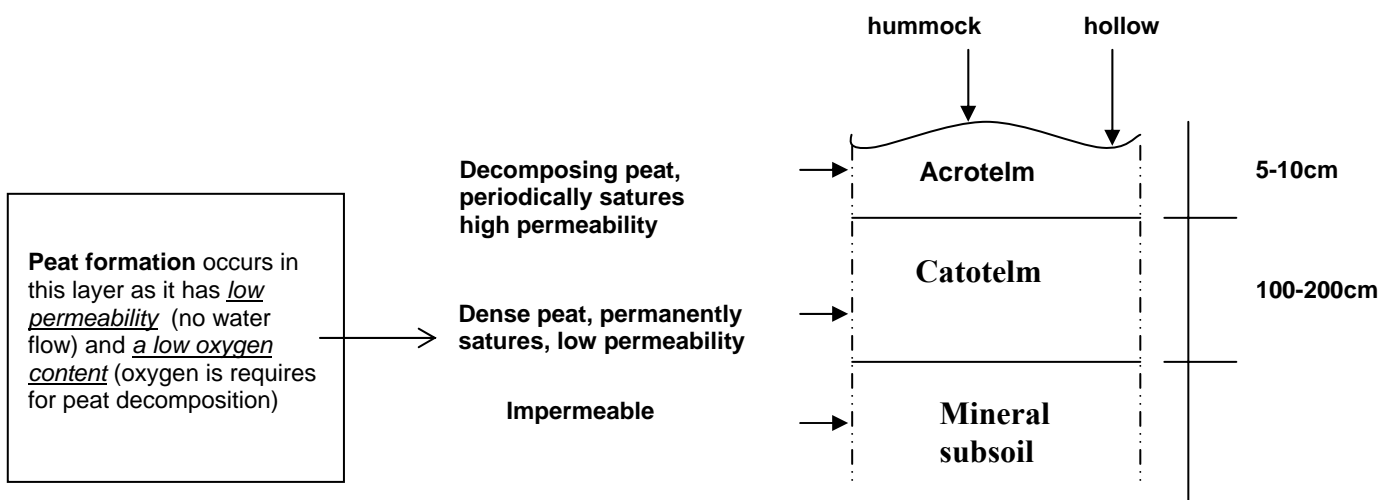 hummock hollow
Decomposing peat,
periodically satures
high permeability
Acrotelm
5-10cm
Peat formation occurs in
this layer as it has low
permeability (no water
flow) and a low oxygen
content (oxygen is requires
for peat decomposition)
Catotelm
100-200cm
Dense peat, permanently
satures, low permeability
Impermeable
Mineral
subsoil